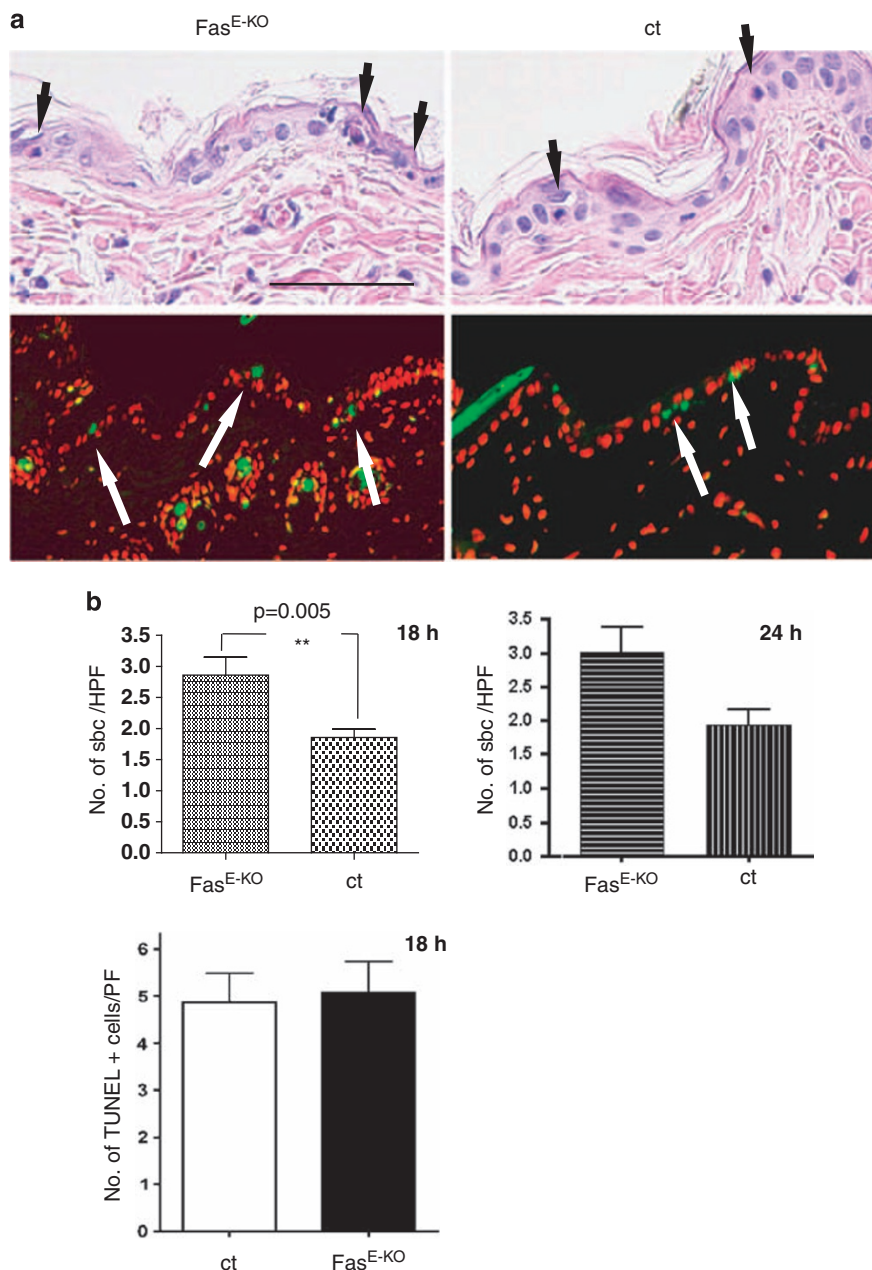 a
Fas^E-KO ct
b
p=0.005
**
18 h
No. of sbc /HPF
3.5
3.0
2.5
2.0
1.5
1.0
0.5
0.0
Fas^E-KO ct
24 h
No. of sbc /HPF
3.5
3.0
2.5
2.0
1.5
1.0
0.5
0.0
Fas^E-KO ct
18 h
No. of TUNEL + cells/PF
6
5
4
3
2
1
0
ct Fas^E-KO